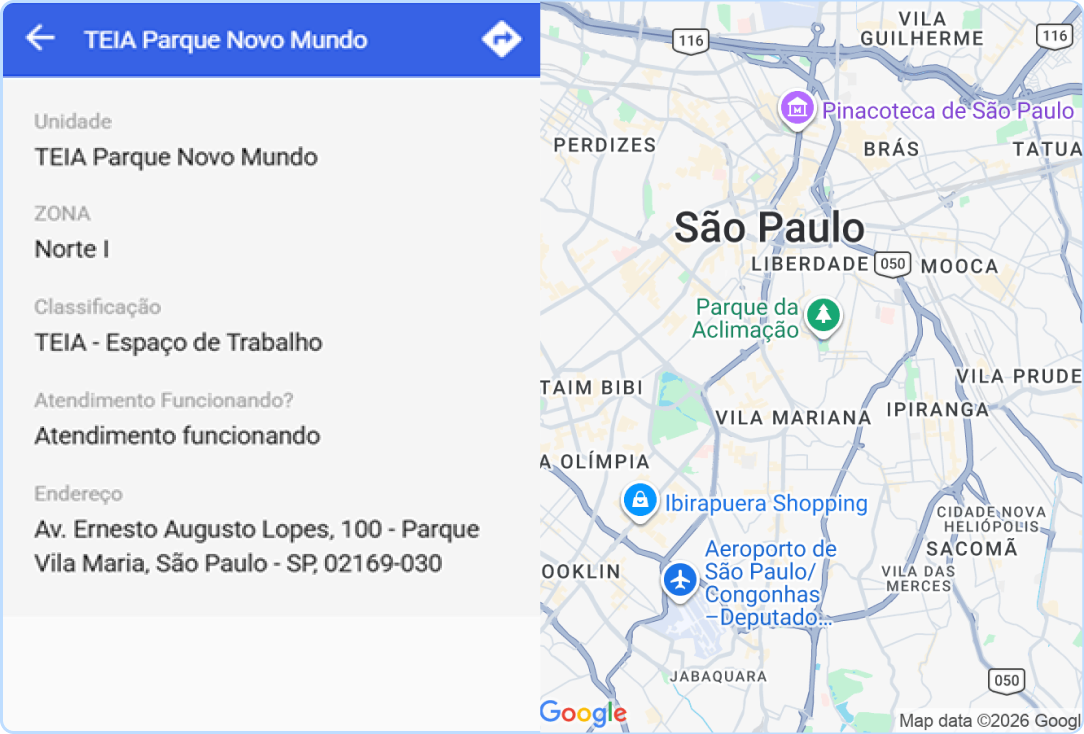 TEIA Parque Novo Mundo
Unidade
TEIA Parque Novo Mundo
ZONA
Norte I
Classificação
TEIA - Espaço de Trabalho
Atendimento Funcionando?
Atendimento funcionando
Endereço
Av. Ernesto Augusto Lopes, 100 - Parque
Vila Maria, São Paulo - SP, 02169-030
VILA
GUILHERME
116
116
Pinacoteca de São Paulo
PERDIZES
BRÁS
TATUA
São Paulo
LIBERDADE
050
MOOCA
Parque da
Aclimação
VILA PRUDE
TAIM BIBI
VILA MARIANA
IPIRANGA
A OLÍMPIA
Ibirapuera Shopping
CIDADE NOVA
HELIÓPOLIS
SACOMÃ
Aeroporto de
São Paulo/
Congonhas
–Deputado...
OOKLIN
VILA DAS
MERCES
JABAQUARA
050
Google
Map data ©2026 Googl